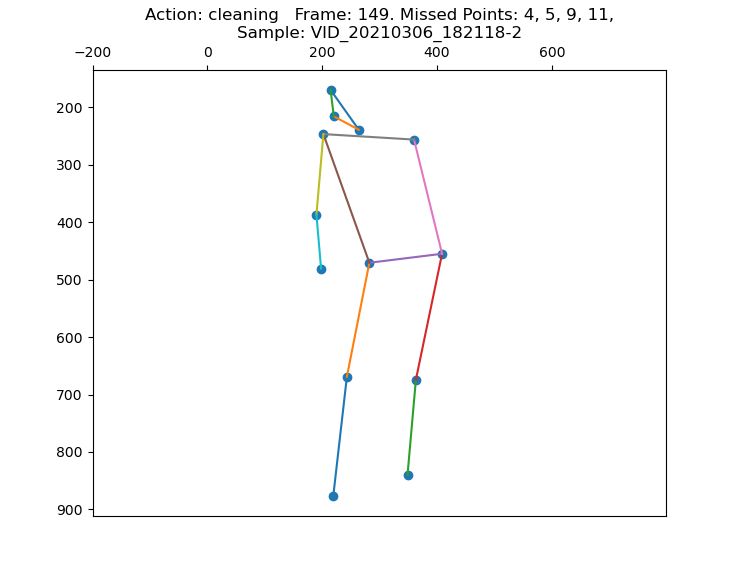 Action: cleaning   Frame: 149. Missed Points: 4, 5, 9, 11,
Sample: VID_20210306_182118-2
−200 0 200 400 600
200
300
400
500
600
700
800
900